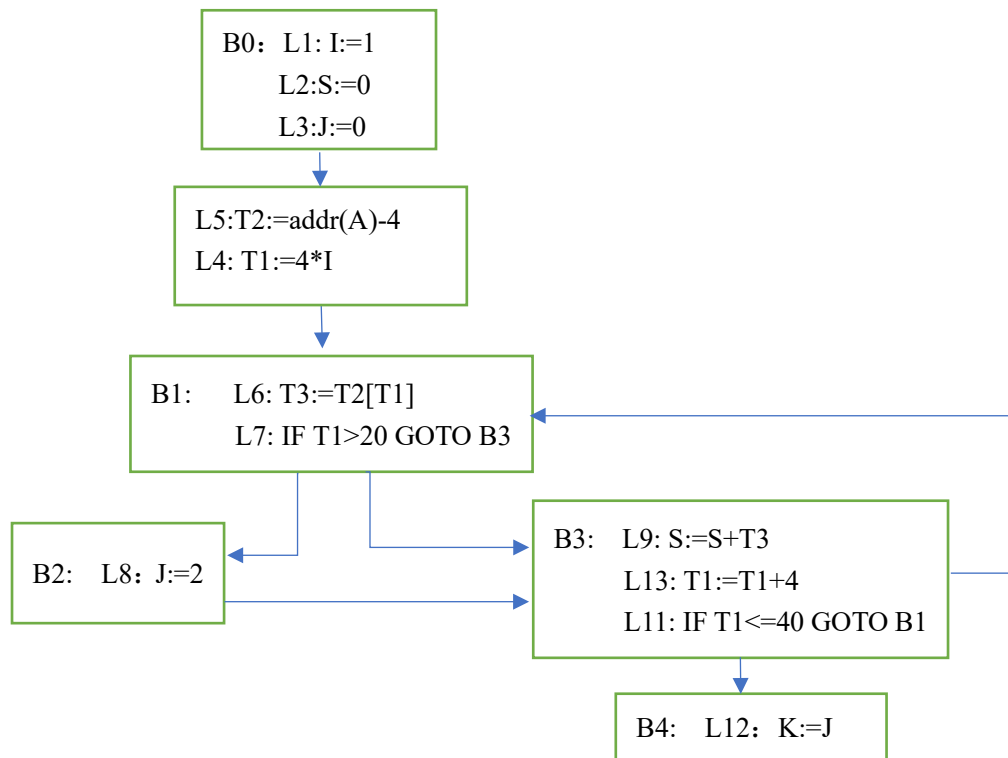 B0：L1: I:=1
L2:S:=0
L3:J:=0
L5:T2:=addr(A)-4
L4: T1:=4*I
B1: L6: T3:=T2[T1]
L7: IF T1>20 GOTO B3
B2: L8：J:=2
B3: L9: S:=S+T3
L13: T1:=T1+4
L11: IF T1<=40 GOTO B1
B4: L12：K:=J